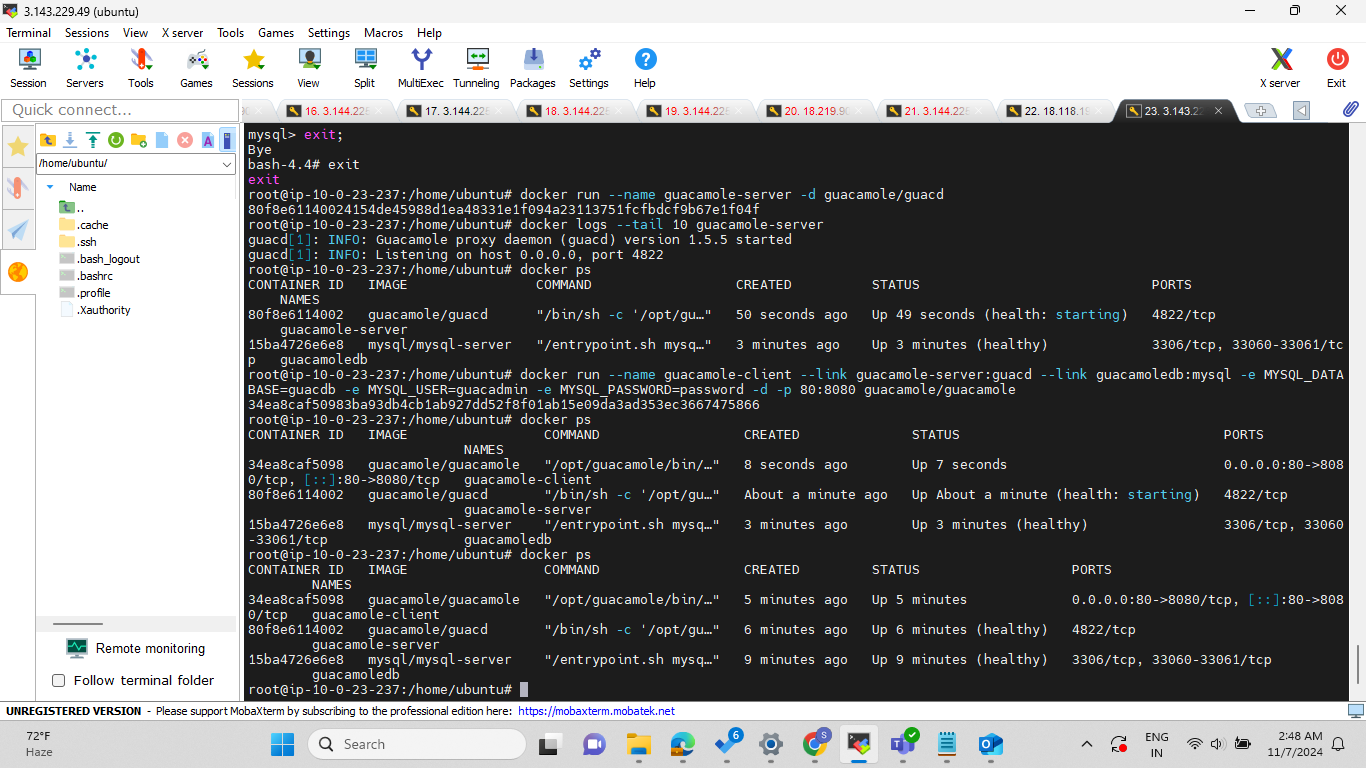 3.143.229.49 (ubuntu)
Terminal Sessions View X server Tools Games Settings Macros Help
Session Servers Tools Games Sessions View Split MultiExec Tunneling Packages Settings Help X server Exit
Quick connect...
16. 3.144.228 17. 3.144.228 18. 3.144.228 19. 3.144.228 20. 18.219.90 21. 3.144.228 22. 18.118.19 23. 3.143.22
/home/ubuntu/
Name
..
.cache
.ssh
.bash_logout
.bashrc
.profile
.Xauthority
Remote monitoring
Follow terminal folder
mysql> exit;
Bye
bash-4.4# exit
exit
root@ip-10-0-23-237:/home/ubuntu# docker run --name guacamole-server -d guacamole/guacd
80f8e61140024154de45988d1ea48331e1f094a23113751fcfbdcf9b67e1f04f
root@ip-10-0-23-237:/home/ubuntu# docker logs --tail 10 guacamole-server
guacd[1]: INFO: Guacamole proxy daemon (guacd) version 1.5.5 started
guacd[1]: INFO: Listening on host 0.0.0.0, port 4822
root@ip-10-0-23-237:/home/ubuntu# docker ps
CONTAINER ID IMAGE COMMAND CREATED STATUS PORTS
NAMES
80f8e6114002 guacamole/guacd "/bin/sh -c '/opt/gu…" 50 seconds ago Up 49 seconds (health: starting) 4822/tcp
guacamole-server
15ba4726e6e8 mysql/mysql-server "/entrypoint.sh mysq…" 3 minutes ago Up 3 minutes (healthy) 3306/tcp, 33060-33061/tc
p guacamoledb
root@ip-10-0-23-237:/home/ubuntu# docker run --name guacamole-client --link guacamole-server:guacd --link guacamoledb:mysql -e MYSQL_DATA
BASE=guacdb -e MYSQL_USER=guacadmin -e MYSQL_PASSWORD=password -d -p 80:8080 guacamole/guacamole
34ea8caf50983ba93db4cb1ab927dd52f8f01ab15e09da3ad353ec3667475866
root@ip-10-0-23-237:/home/ubuntu# docker ps
CONTAINER ID IMAGE COMMAND CREATED STATUS PORTS
NAMES
34ea8caf5098 guacamole/guacamole "/opt/guacamole/bin/…" 8 seconds ago Up 7 seconds 0.0.0.0:80->808
0/tcp, [::]:80->8080/tcp guacamole-client
80f8e6114002 guacamole/guacd "/bin/sh -c '/opt/gu…" About a minute ago Up About a minute (health: starting) 4822/tcp
guacamole-server
15ba4726e6e8 mysql/mysql-server "/entrypoint.sh mysq…" 3 minutes ago Up 3 minutes (healthy) 3306/tcp, 33060
-33061/tcp guacamoledb
root@ip-10-0-23-237:/home/ubuntu# docker ps
CONTAINER ID IMAGE COMMAND CREATED STATUS PORTS
NAMES
34ea8caf5098 guacamole/guacamole "/opt/guacamole/bin/…" 5 minutes ago Up 5 minutes 0.0.0.0:80->8080/tcp, [::]:80->808
0/tcp guacamole-client
80f8e6114002 guacamole/guacd "/bin/sh -c '/opt/gu…" 6 minutes ago Up 6 minutes (healthy) 4822/tcp
guacamole-server
15ba4726e6e8 mysql/mysql-server "/entrypoint.sh mysq…" 9 minutes ago Up 9 minutes (healthy) 3306/tcp, 33060-33061/tcp
guacamoledb
root@ip-10-0-23-237:/home/ubuntu#
UNREGISTERED VERSION - Please support MobaXterm by subscribing to the professional edition here: https://mobaxterm.mobatek.net
72°F
Haze
Search
6
S
ENG
IN
2:48 AM
11/7/2024